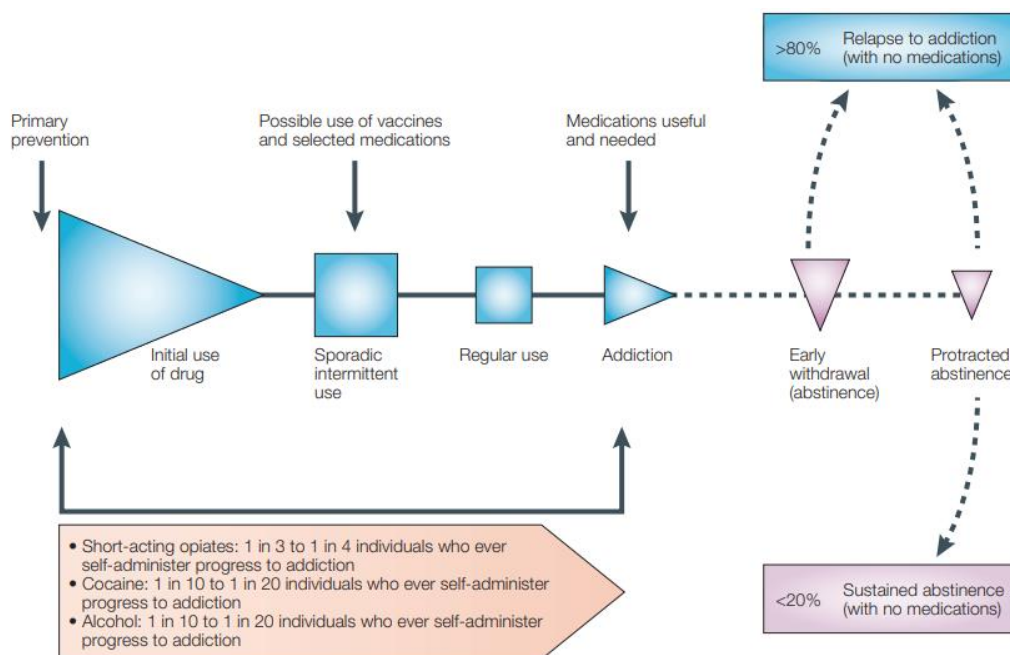 >80%
Relapse to addiction
(with no medications)
Primary
prevention
Possible use of vaccines
and selected medications
Medications useful
and needed
Initial use
of drug
Sporadic
intermittent
use
Regular use
Addiction
Early
withdrawal
(abstinence)
Protracted
abstinence
• Short-acting opiates: 1 in 3 to 1 in 4 individuals who ever
self-administer progress to addiction
• Cocaine: 1 in 10 to 1 in 20 individuals who ever self-administer
progress to addiction
• Alcohol: 1 in 10 to 1 in 20 individuals who ever self-administer
progress to addiction
<20%
Sustained abstinence
(with no medications)